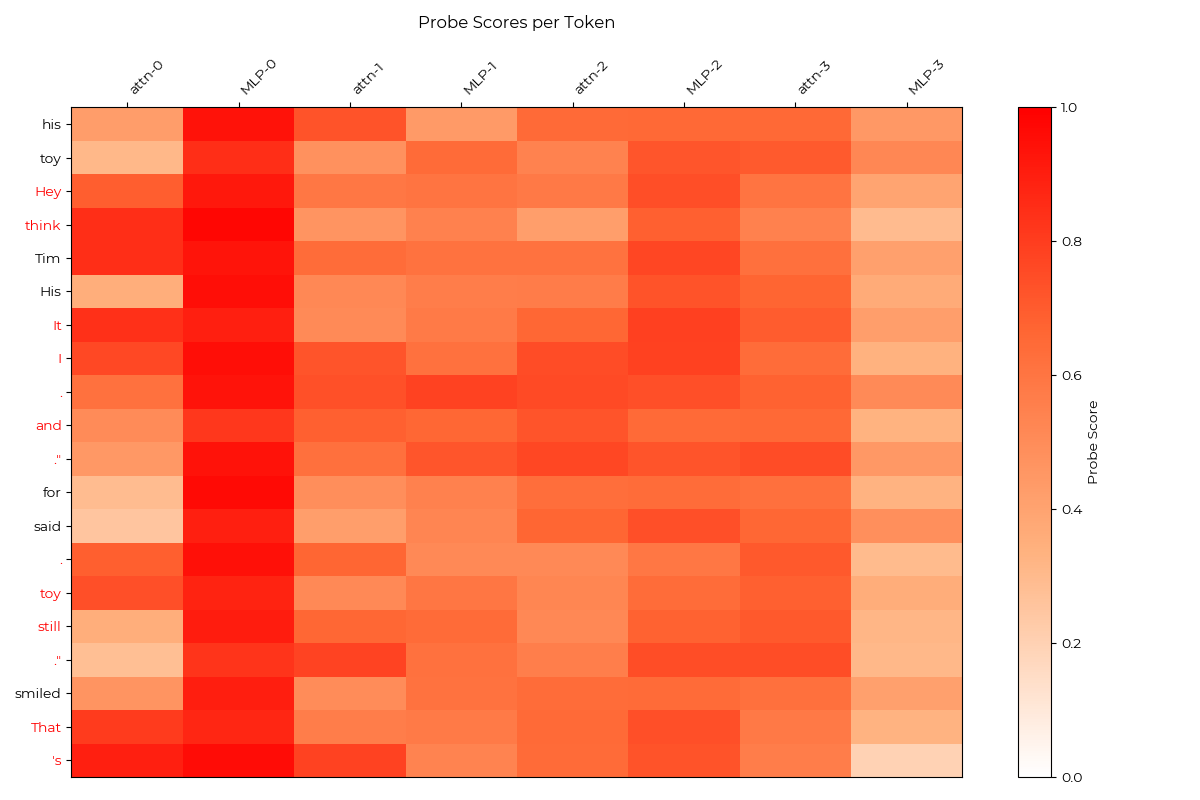 Probe Scores per Token
attn-0 MLP-0 attn-1 MLP-1 attn-2 MLP-2 attn-3 MLP-3
his
toy
Hey
think
Tim
His
It
I
.
and
."
for
said
.
toy
still
."
smiled
That
's
1.0
0.8
0.6
0.4
0.2
0.0
Probe Score